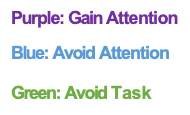 Purple: Gain Attention
Blue: Avoid Attention
Green: Avoid Task